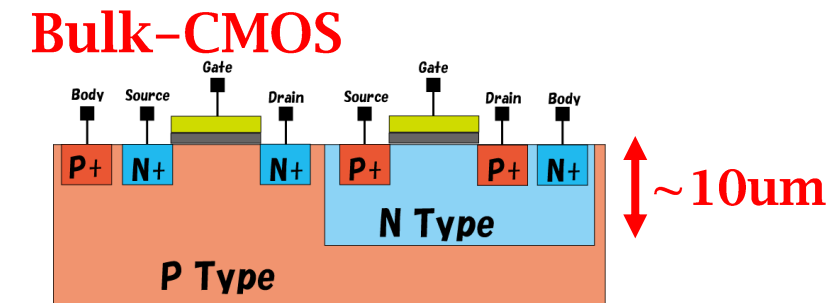 Bulk-CMOS
Gate Gate
Body Source Drain Source Drain Body
P+ N+ N+ P+ P+ N+
~10um
N Type
P Type